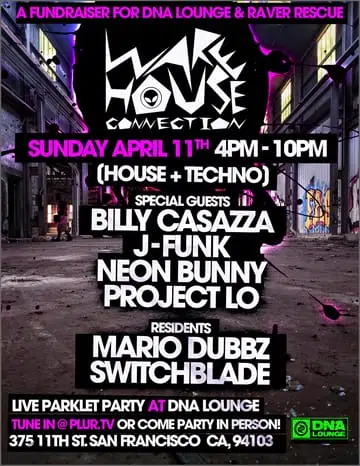 A FUNDRAISER FOR DNA LOUNGE & RAVER RESCUE
WARE
HOUSE
CONNECTION
SUNDAY APRIL 11TH 4PM - 10PM
(HOUSE + TECHNO)
SPECIAL GUESTS
BILLY CASAZZA
J-FUNK
NEON BUNNY
PROJECT LO
RESIDENTS
MARIO DUBBZ
SWITCHBLADE
LIVE PARKLET PARTY AT DNA LOUNGE
TUNE IN @ PLUR.TV OR COME PARTY IN PERSON!
375 11TH ST. SAN FRANCISCO CA, 94103
DNA
LOUNGE